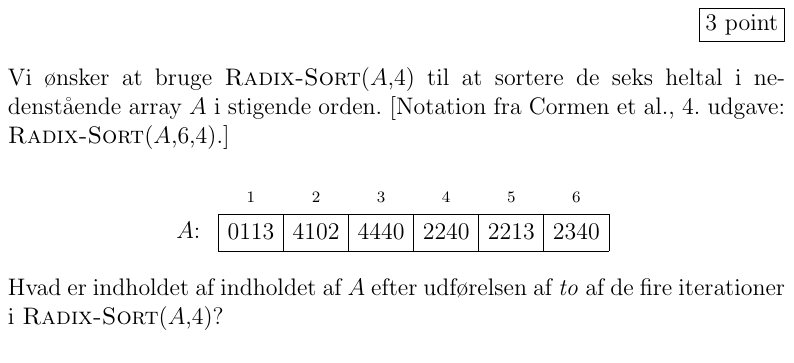 3 point
Vi ønsker at bruge RADIX-SORT(A,4) til at sortere de seks heltal i ne-
denstående array A i stigende orden. [Notation fra Cormen et al., 4. udgave:
RADIX-SORT(A,6,4).]
1 2 3 4 5 6
A: 0113 4102 4440 2240 2213 2340
Hvad er indholdet af indholdet af A efter udførelsen af to af de fire iterationer
i RADIX-SORT(A,4)?